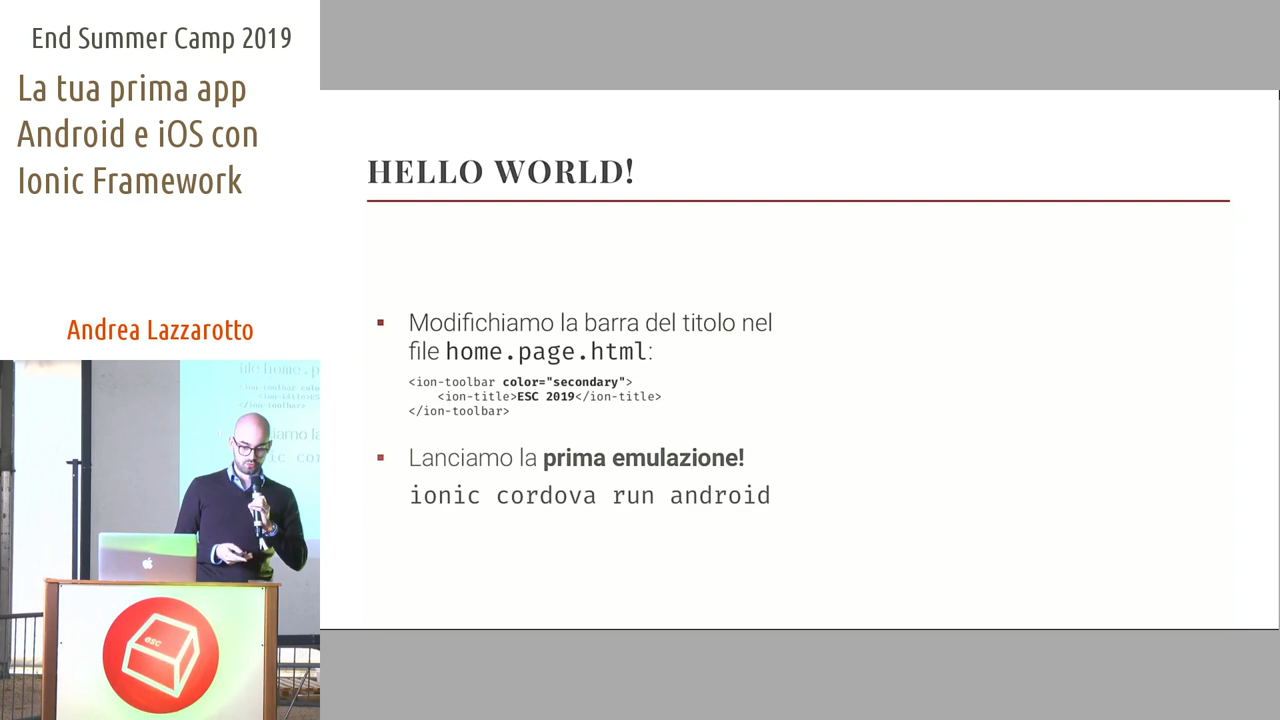 End Summer Camp 2019
La tua prima app
Android e iOS con
Ionic Framework
Andrea Lazzarotto
HELLO WORLD!
Modifichiamo la barra del titolo nel
file home.page.html:
<ion-toolbar color="secondary">
<ion-title>ESC 2019</ion-title>
</ion-toolbar>
Lanciamo la prima emulazione!
ionic cordova run android
esc